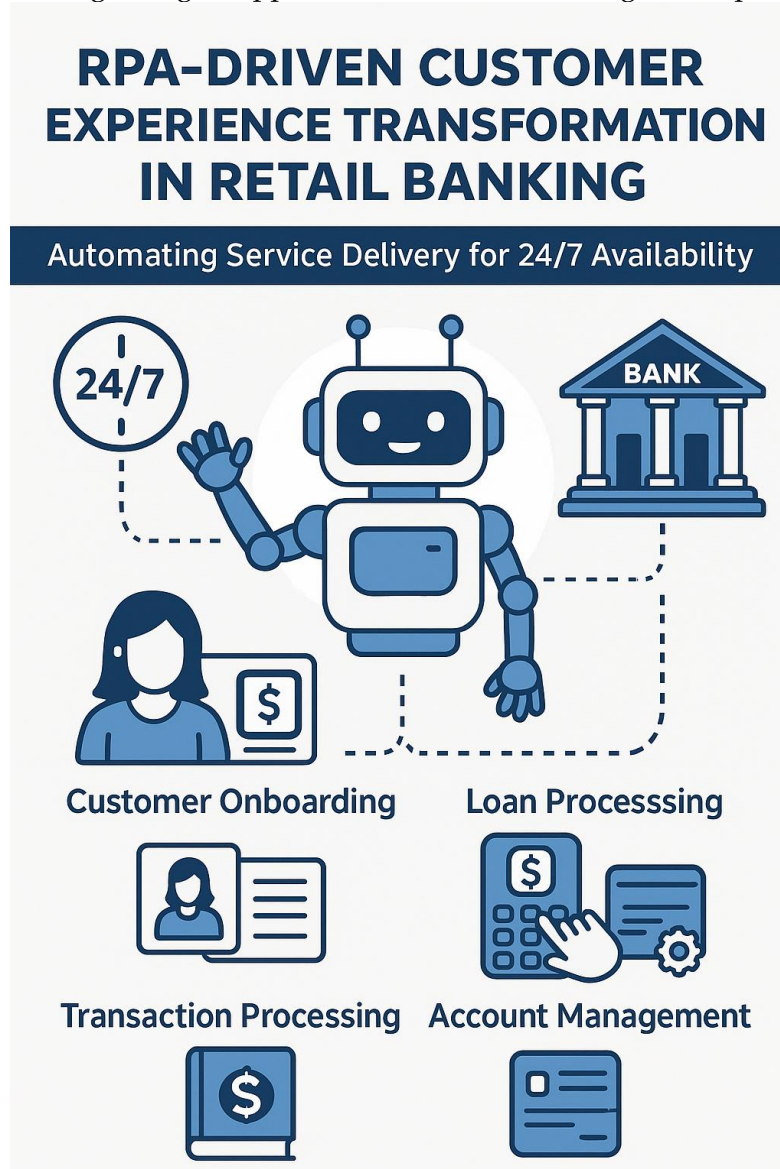 RPA-DRIVEN CUSTOMER
EXPERIENCE TRANSFORMATION
IN RETAIL BANKING
Automating Service Delivery for 24/7 Availability
24/7
BANK
$
Customer Onboarding
Loan Processsing
$
Transaction Processing
Account Management
$